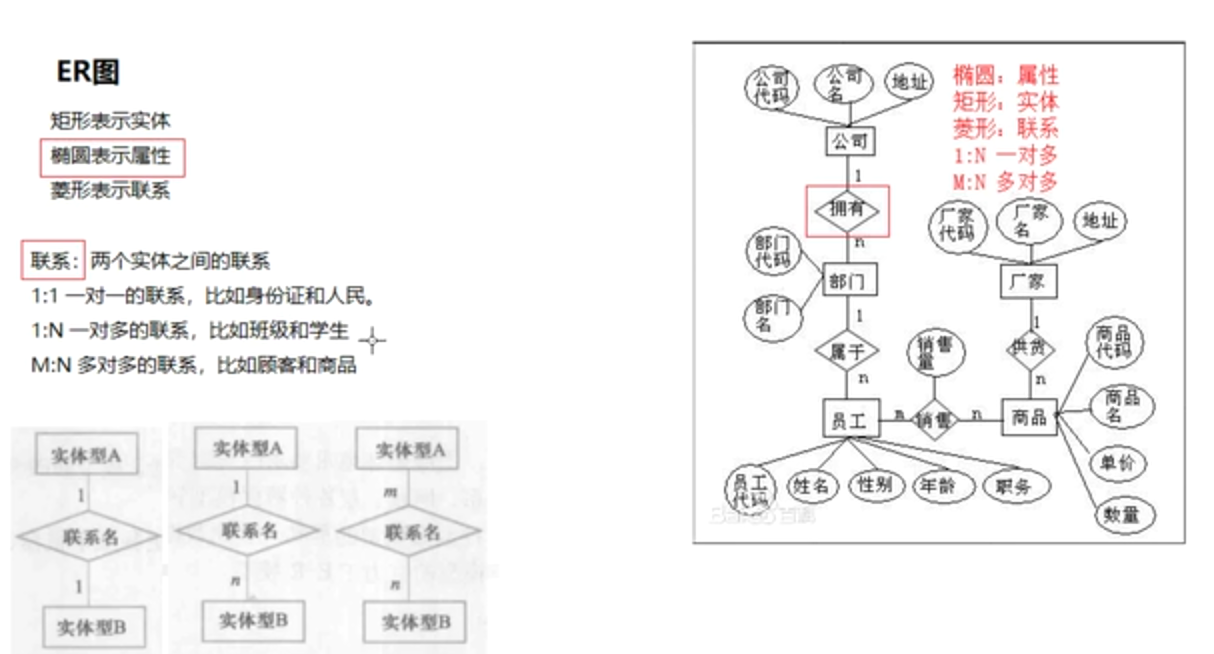 ER图
矩形表示实体
椭圆表示属性
菱形表示联系
联系：两个实体之间的联系
1:1 一对一的联系，比如身份证和人民。
1:N 一对多的联系，比如班级和学生
M:N 多对多的联系，比如顾客和商品
实体型A
1
联系名
1
实体型B
实体型A
1
联系名
n
实体型B
实体型A
m
联系名
n
实体型B
公司
代码
公司
名
地址
椭圆：属性
矩形：实体
菱形：联系
1:N 一对多
M:N 多对多
公司
1
拥有
n
部门
代码
部门
名
部门
1
属于
n
厂家
代码
厂家
名
地址
厂家
1
供货
n
销售
量
员工
m
销售
n
商品
商品
代码
商品
名
单价
数量
员工
代码
姓名
性别
年龄
职务
Baidu百科